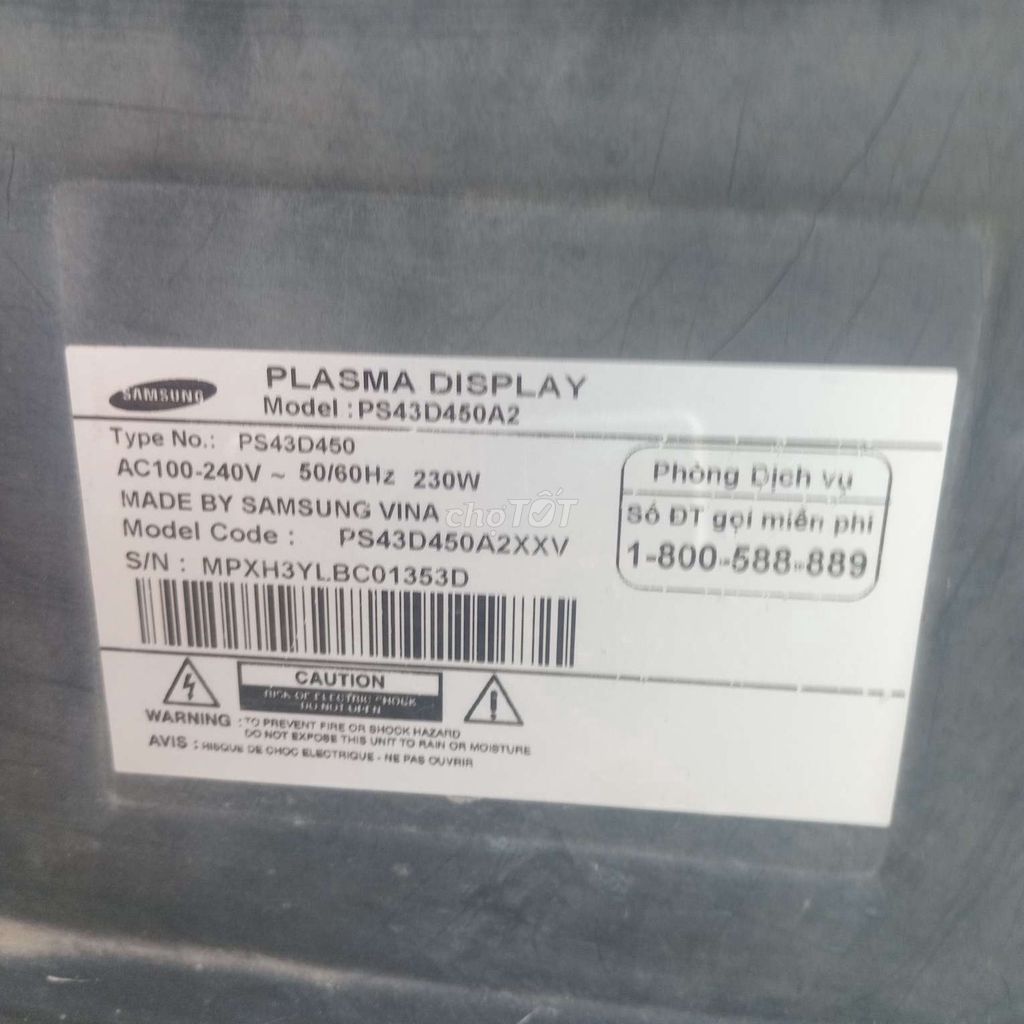 SAMSUNG
PLASMA DISPLAY
Model : PS43D450A2
Type No.: PS43D450
AC100-240V ~ 50/60Hz 230W
MADE BY SAMSUNG VINA
Model Code : PS43D450A2XXV
S/N : MPXH3YLBC01353D
Phòng Dịch vụ
Số ĐT gọi miễn phí
1-800-588-889
chợTỐT
CAUTION
RISK OF ELECTRIC SHOCK
DO NOT OPEN
WARNING : TO PREVENT FIRE OR SHOCK HAZARD
DO NOT EXPOSE THIS UNIT TO RAIN OR MOISTURE
AVIS : RISQUE DE CHOC ELECTRIQUE - NE PAS OUVRIR